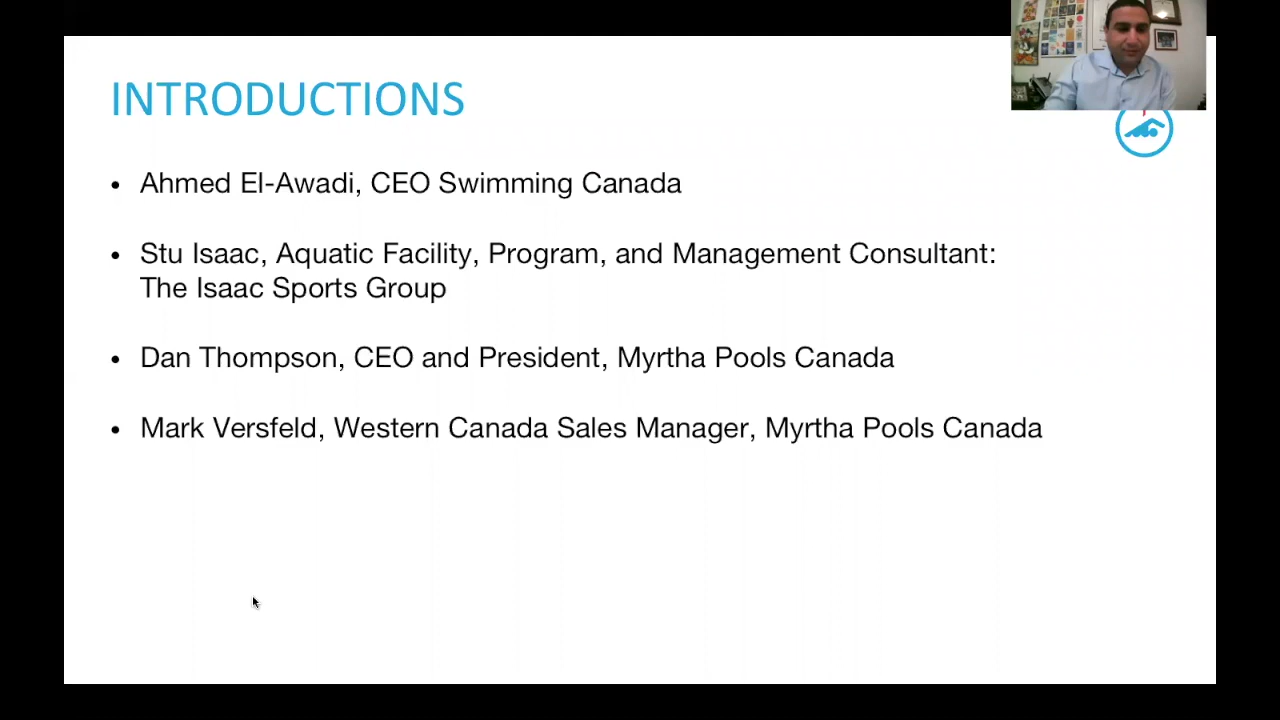 INTRODUCTIONS
• Ahmed El-Awadi, CEO Swimming Canada
• Stu Isaac, Aquatic Facility, Program, and Management Consultant:
The Isaac Sports Group
• Dan Thompson, CEO and President, Myrtha Pools Canada
• Mark Versfeld, Western Canada Sales Manager, Myrtha Pools Canada